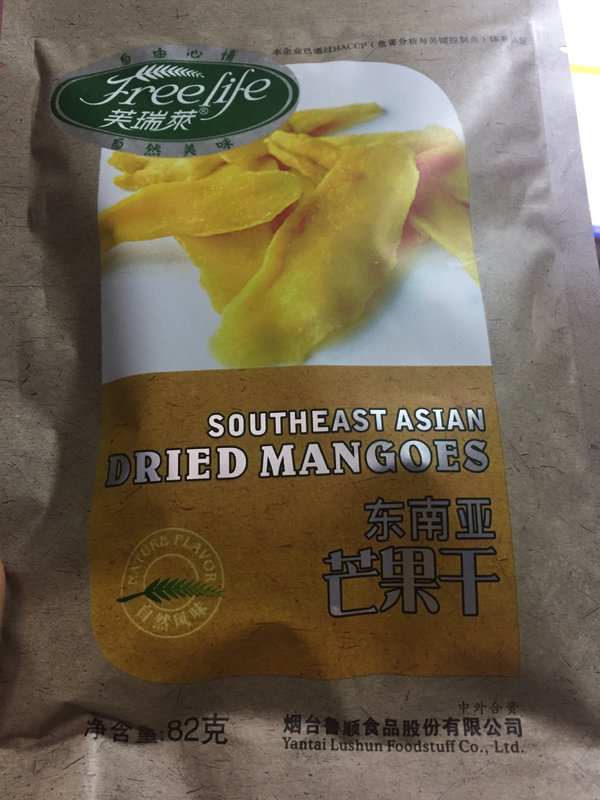 自由心情
本企业已通过HACCP（危害分析与关键控制点）体系认证
Freelife
芙瑞萊®
自然美味
SOUTHEAST ASIAN
DRIED MANGOES
东南亚
芒果干
NATURE FLAVOR
自然风味
中外合资
净含量:82克
烟台鲁顺食品股份有限公司
Yantai Lushun Foodstuff Co., Ltd.